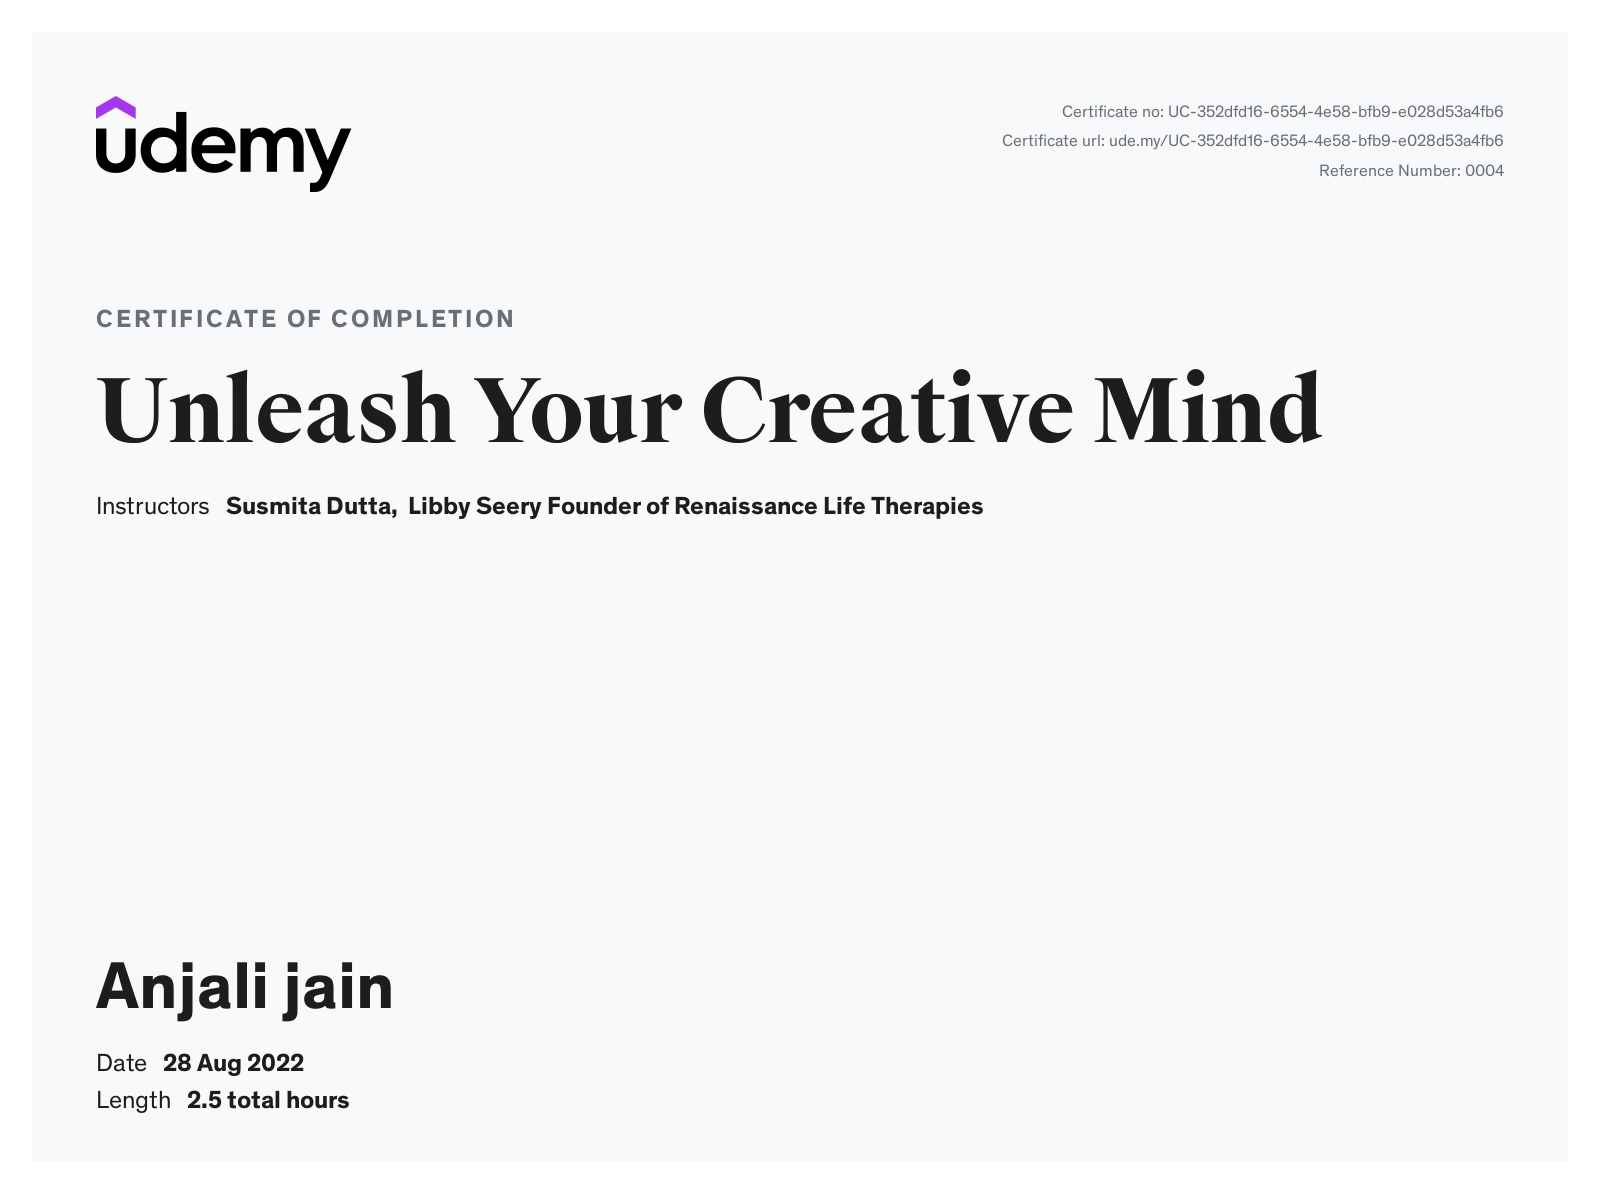 udemy
Certificate no: UC-352dfd16-6554-4e58-bfb9-e028d53a4fb6
Certificate url: ude.my/UC-352dfd16-6554-4e58-bfb9-e028d53a4fb6
Reference Number: 0004
CERTIFICATE OF COMPLETION
Unleash Your Creative Mind
Instructors Susmita Dutta, Libby Seery Founder of Renaissance Life Therapies
Anjali jain
Date 28 Aug 2022
Length 2.5 total hours